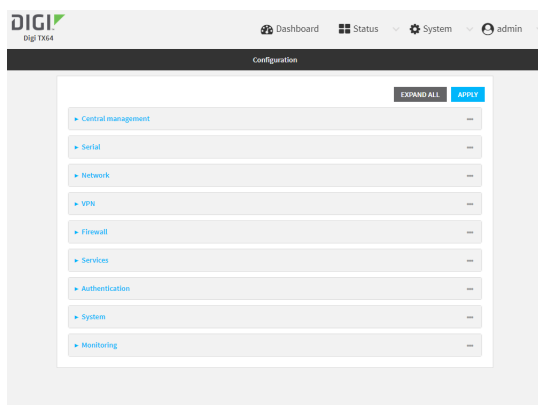 DIGI
Digi TX64
Dashboard Status System admin
Configuration
EXPAND ALL APPLY
Central management
Serial
Network
VPN
Firewall
Services
Authentication
System
Monitoring